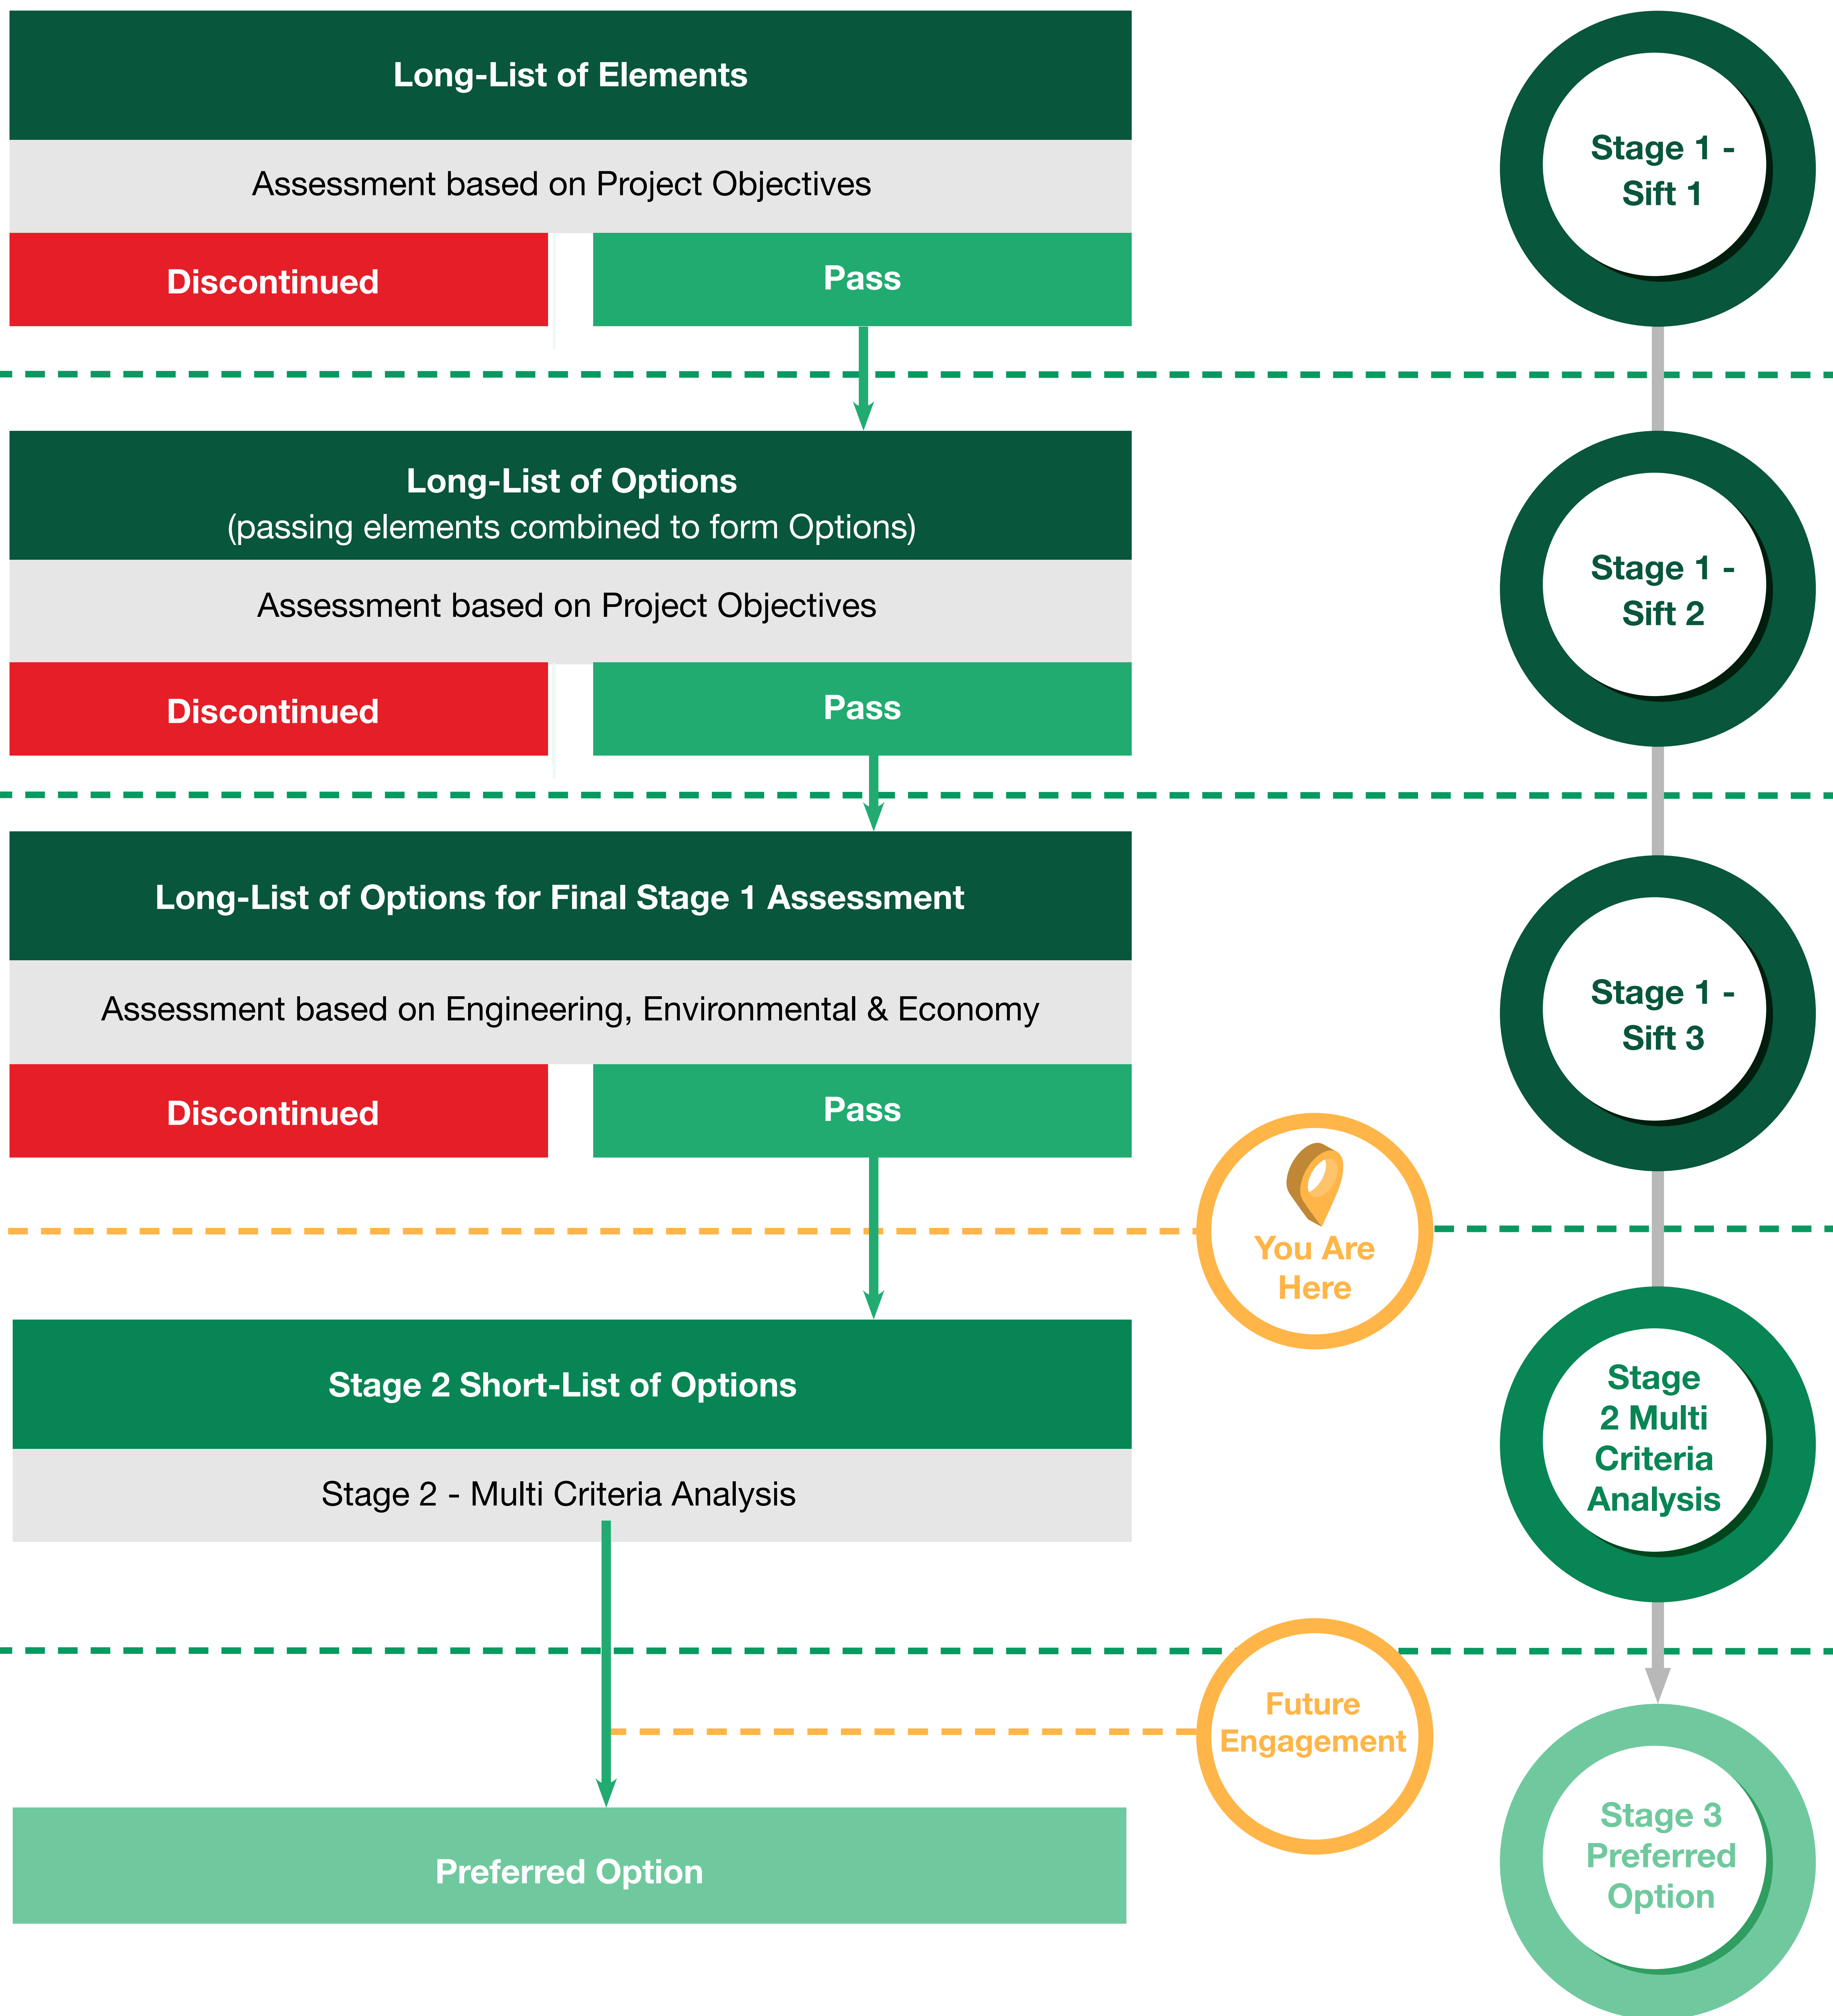 Long-List of Elements
Assessment based on Project Objectives
Discontinued
Pass
Stage 1 -
Sift 1
Long-List of Options
(passing elements combined to form Options)
Assessment based on Project Objectives
Discontinued
Pass
Stage 1 -
Sift 2
Long-List of Options for Final Stage 1 Assessment
Assessment based on Engineering, Environmental & Economy
Discontinued
Pass
Stage 1 -
Sift 3
You Are
Here
Stage 2 Short-List of Options
Stage 2 - Multi Criteria Analysis
Stage
2 Multi
Criteria
Analysis
Future
Engagement
Preferred Option
Stage 3
Preferred
Option